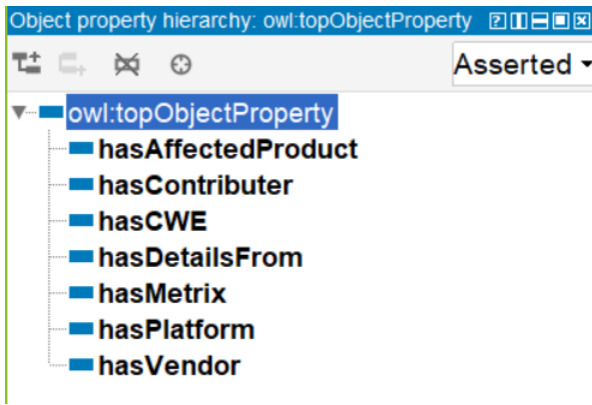 Object property hierarchy: owl:topObjectProperty
Asserted
owl:topObjectProperty
hasAffectedProduct
hasContributer
hasCWE
hasDetailsFrom
hasMetrix
hasPlatform
hasVendor